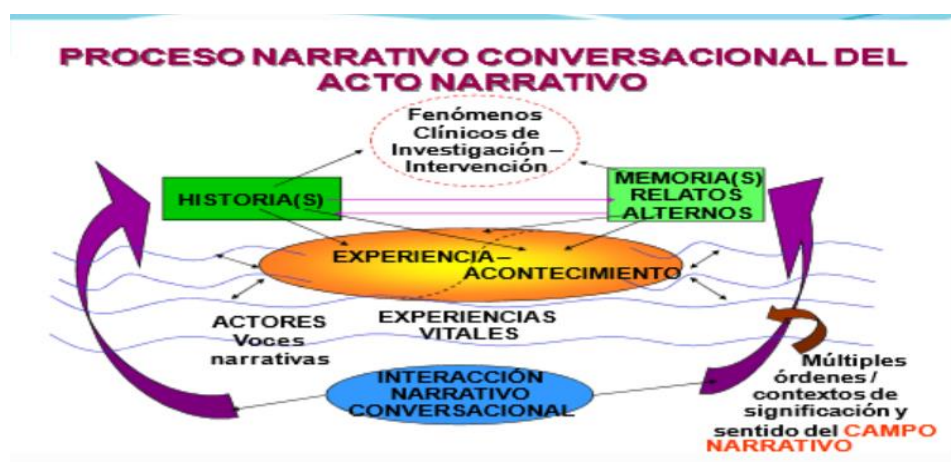 PROCESO NARRATIVO CONVERSACIONAL DEL
ACTO NARRATIVO
Fenómenos
Clínicos de
Investigación –
Intervención
HISTORIA(S)
MEMORIA(S)
RELATOS
ALTERNOS
EXPERIENCIA –
ACONTECIMIENTO
ACTORES
Voces
narrativas
EXPERIENCIAS
VITALES
INTERACCIÓN
NARRATIVO
CONVERSACIONAL
Múltiples
órdenes /
contextos de
significación y
sentido del CAMPO
NARRATIVO